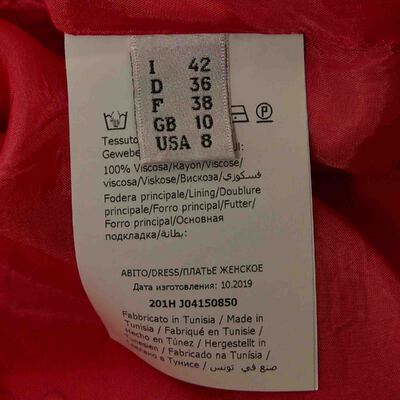 I 42
D 36
F 38
GB 10
USA 8
Tessuto
Gewebe
100% Viscosa/Rayon/Viscose/
viscosa/Viskose/Вискоза/فسكوزي
Fodera principale/Lining/Doublure
principale/Forro principal/Futter/
Forro principal/Основная
подкладка/بطانة:
ABITO/DRESS/ПЛАТЬЕ ЖЕНСКОЕ
Дата изготовления: 10.2019
201H J04150850
Fabbricato in Tunisia / Made in
Tunisia / Fabriqué en Tunisie /
Hecho en Túnez / Hergestellt in
Tunesien / Fabricado na Tunísia /
Сделано в Тунисе / صنع في تونس